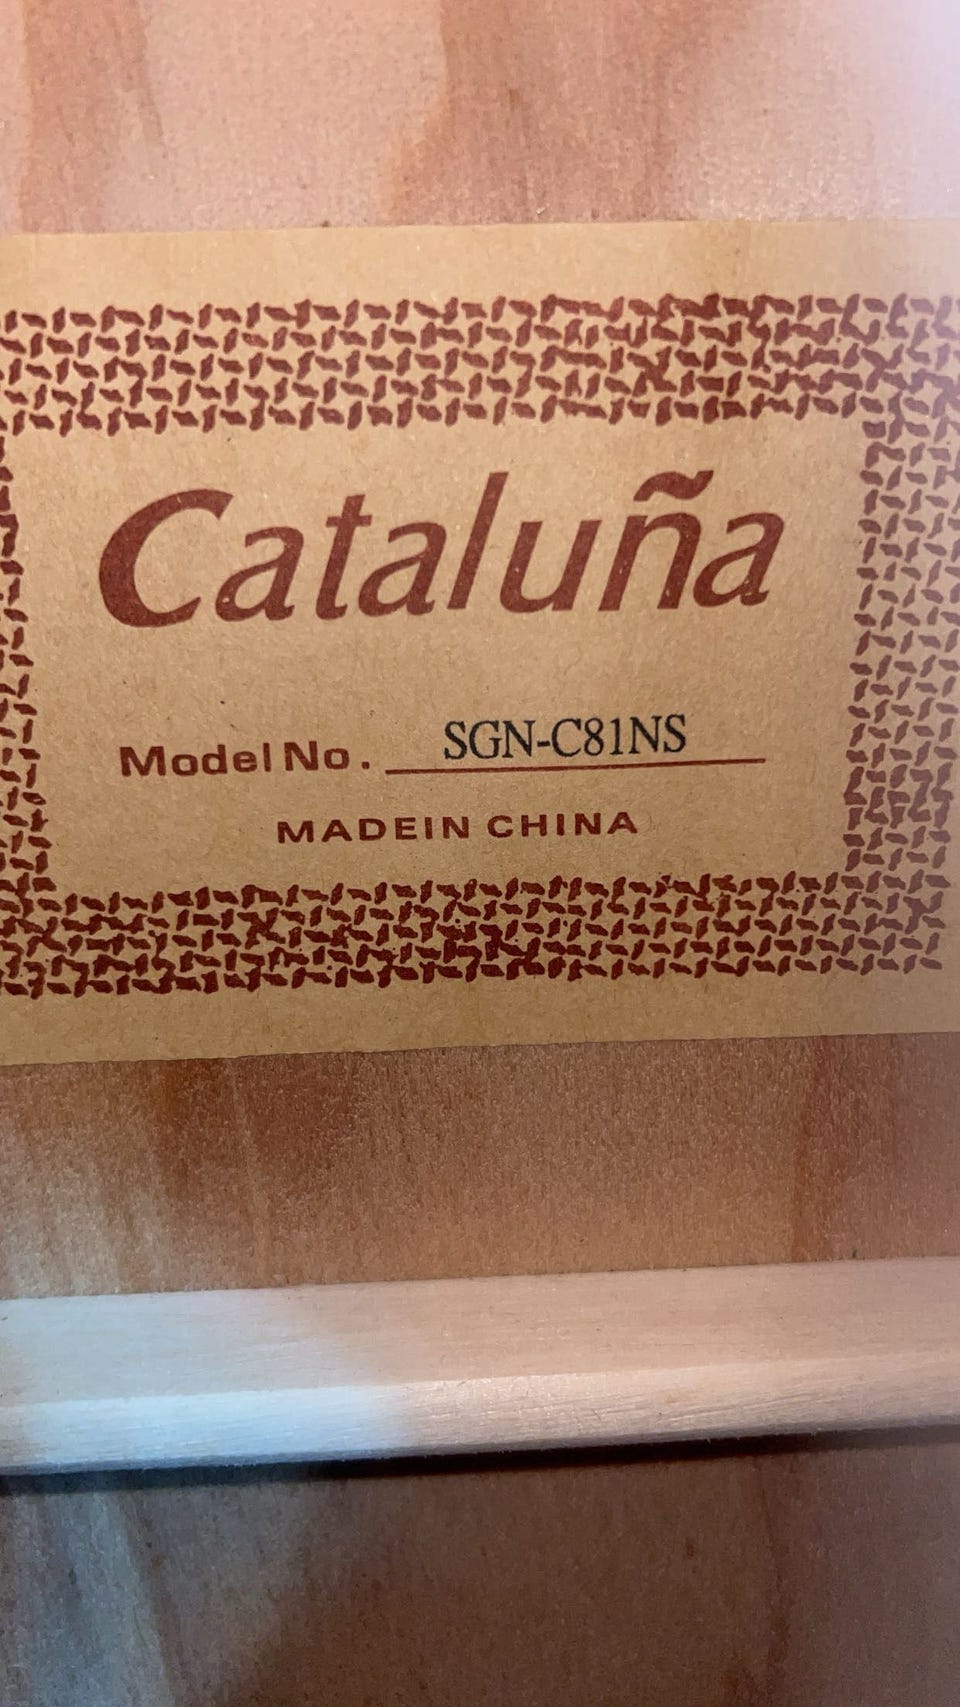 Cataluña
Model No. SGN-C81NS
MADEIN CHINA